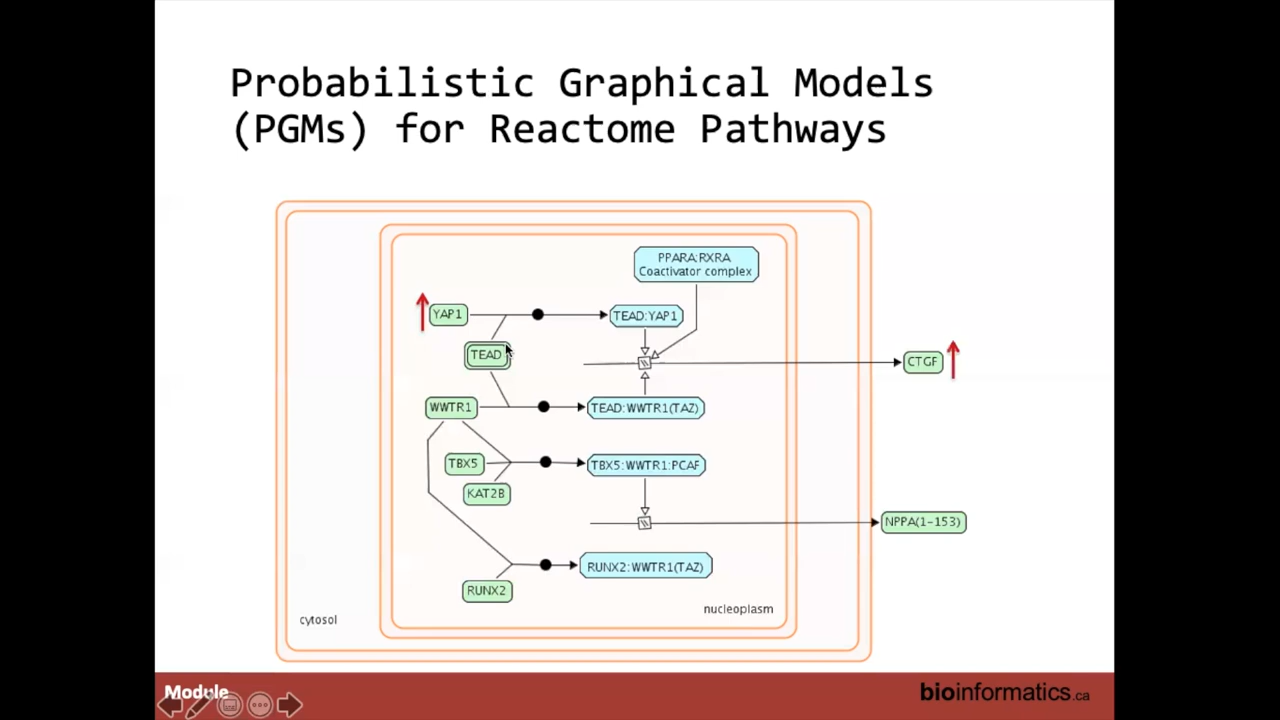 Probabilistic Graphical Models
(PGMs) for Reactome Pathways
PPARA:RXRA
Coactivator complex
YAP1
TEAD:YAP1
TEAD
CTGF
WWTR1
TEAD:WWTR1(TAZ)
TBX5
TBX5:WWTR1:PCAF
KAT2B
NPPA(1-153)
RUNX2:WWTR1(TAZ)
RUNX2
nucleoplasm
cytosol
Module
bioinformatics.ca